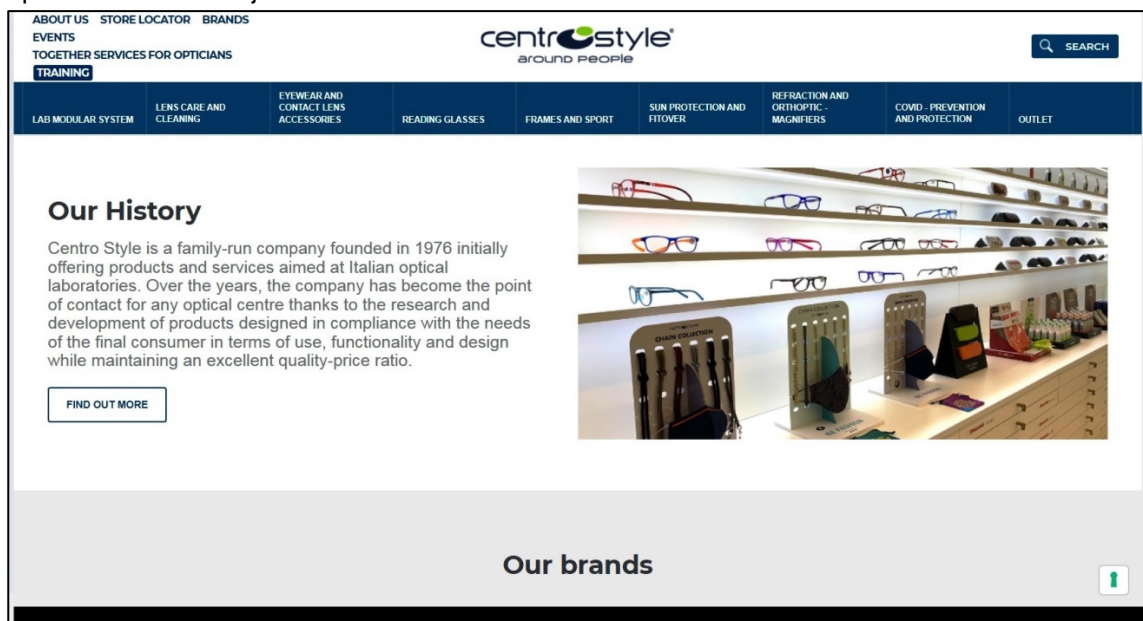 ABOUT US STORE LOCATOR BRANDS
EVENTS
TOGETHER SERVICES FOR OPTICIANS
TRAINING
centrostyle®
around people
SEARCH
LAB MODULAR SYSTEM
LENS CARE AND
CLEANING
EYEWEAR AND
CONTACT LENS
ACCESSORIES
READING GLASSES
FRAMES AND SPORT
SUN PROTECTION AND
FITOVER
REFRACTION AND
ORTHOPTIC -
MAGNIFIERS
COVID - PREVENTION
AND PROTECTION
OUTLET
Our History
Centro Style is a family-run company founded in 1976 initially
offering products and services aimed at Italian optical
laboratories. Over the years, the company has become the point
of contact for any optical centre thanks to the research and
development of products designed in compliance with the needs
of the final consumer in terms of use, functionality and design
while maintaining an excellent quality-price ratio.
FIND OUT MORE
CHAIN COLLECTION
CHAIN COLLECTION
BE FASHION
Our brands